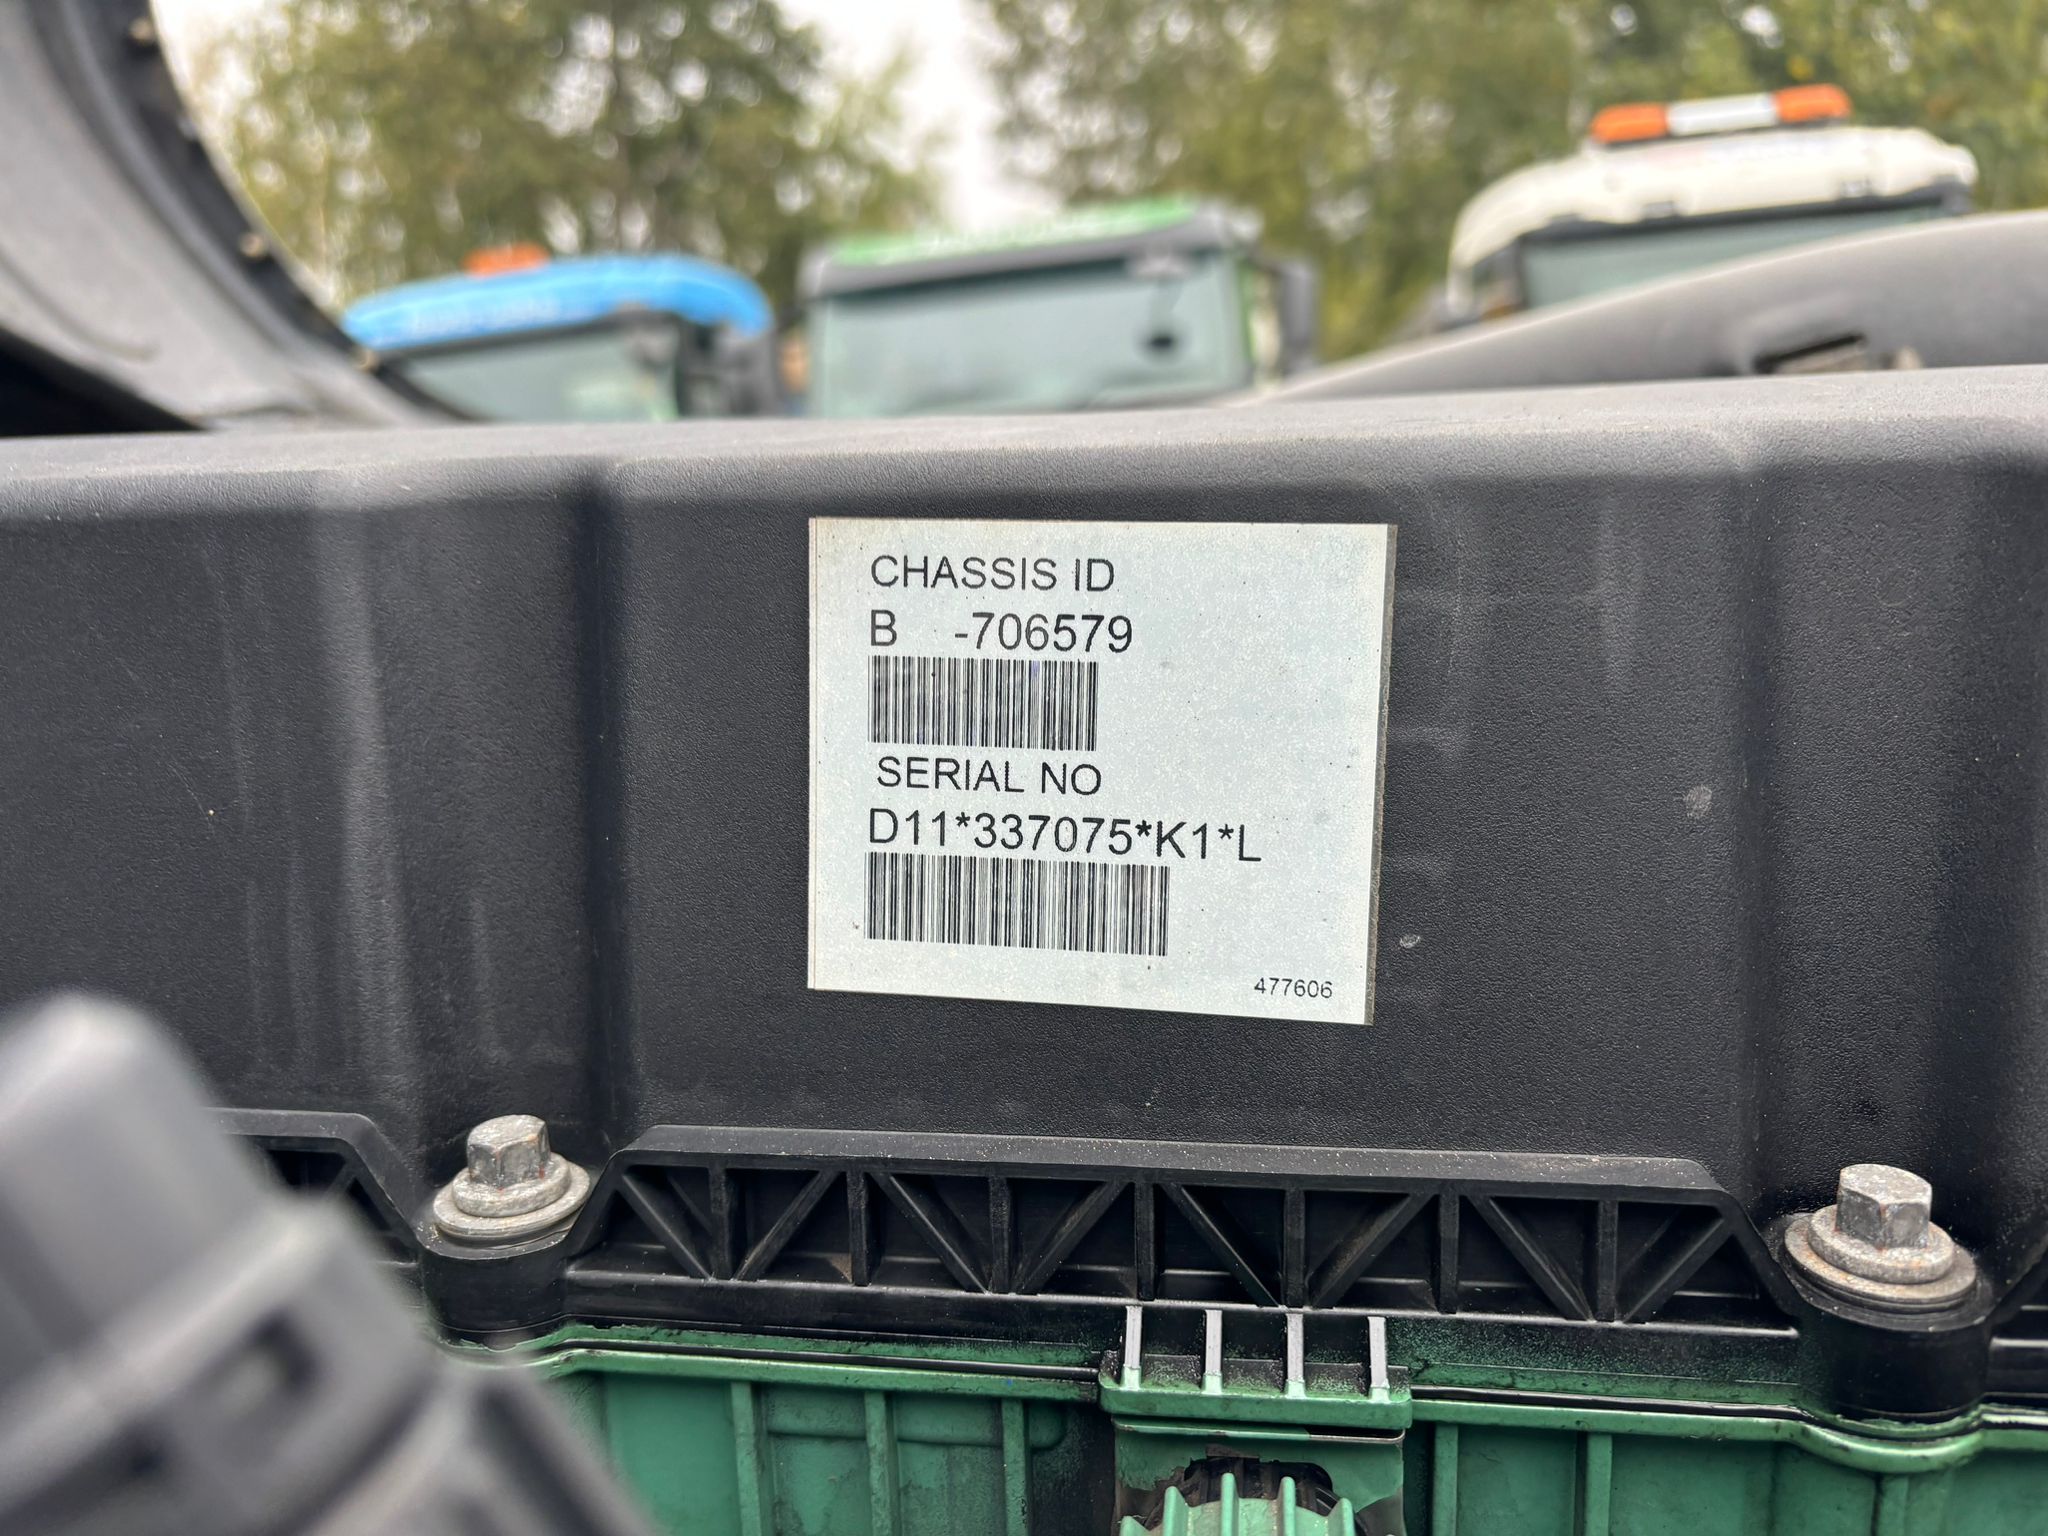 CHASSIS ID
B -706579
SERIAL NO
D11*337075*K1*L
477606